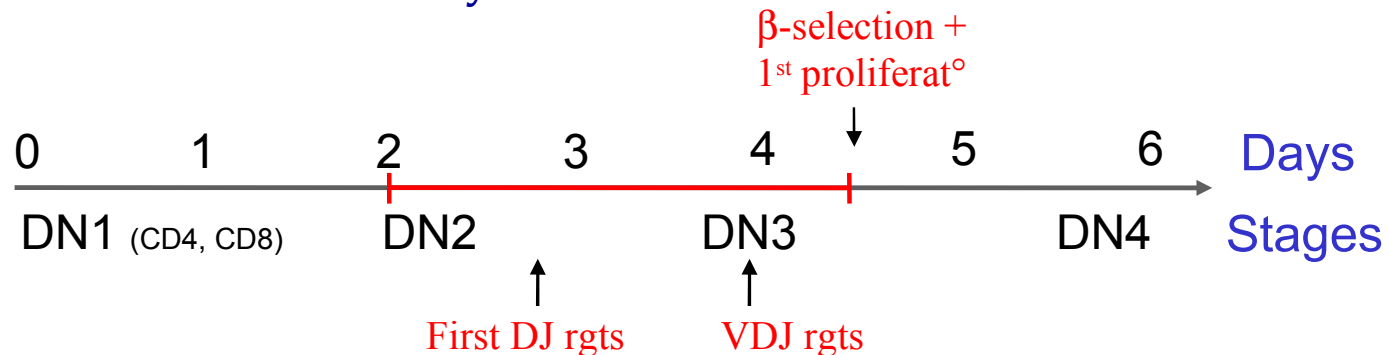 β-selection +
1st proliferat°
0 1 2 3 4 5 6 Days
DN1 (CD4, CD8) DN2 DN3 DN4 Stages
First DJ rgts VDJ rgts